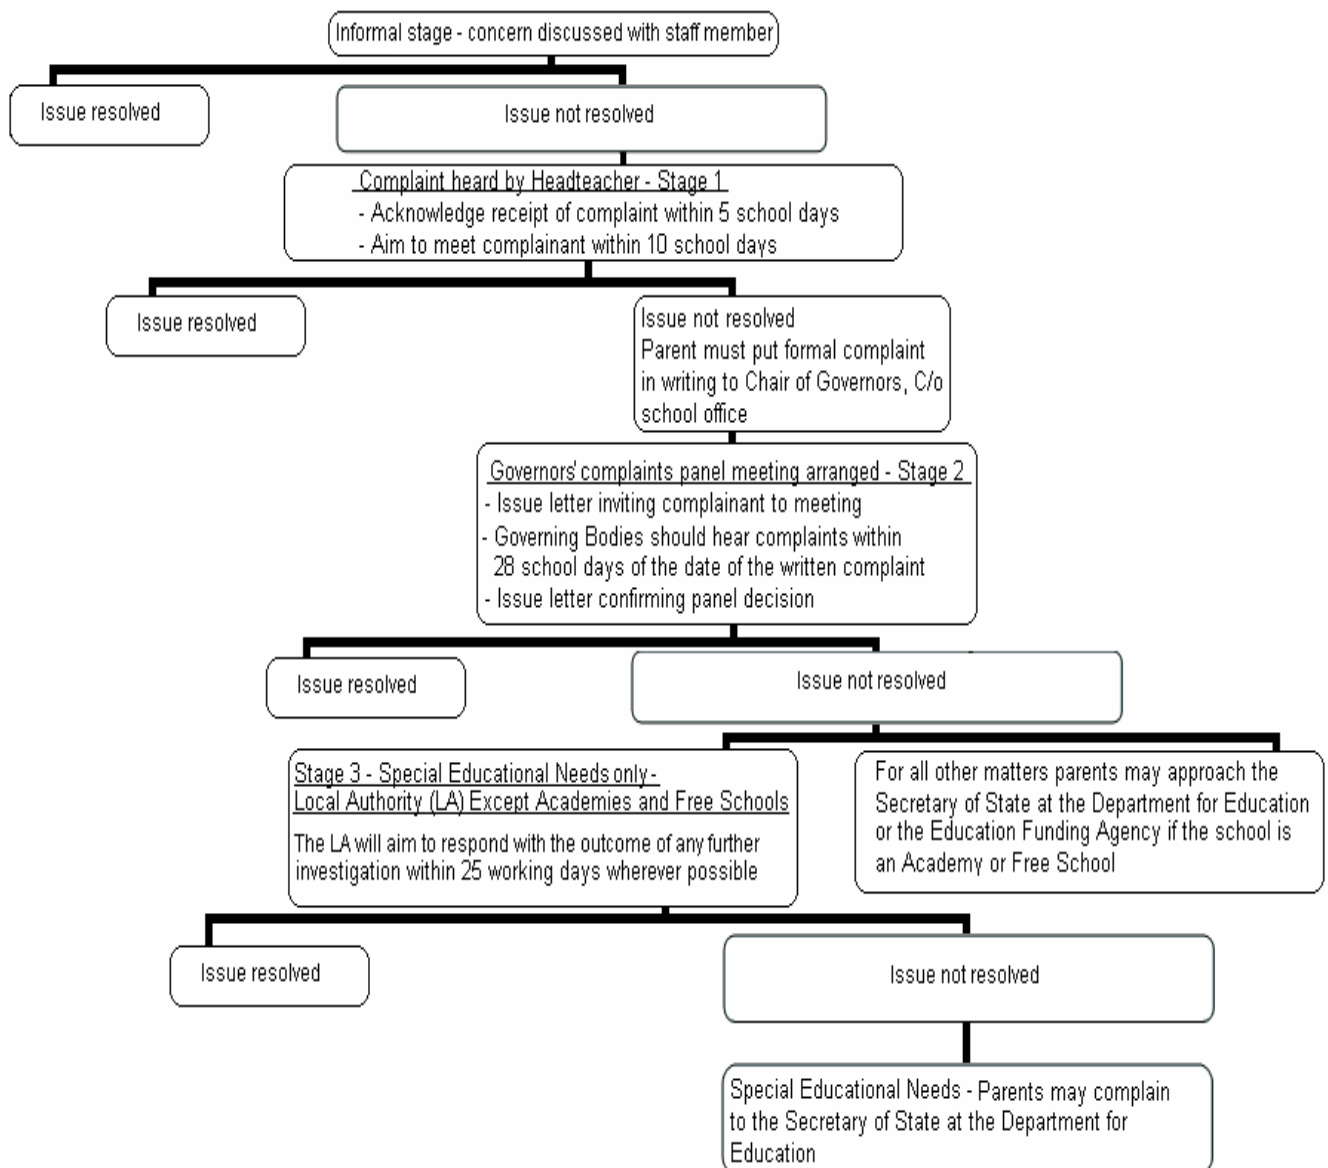 Informal stage - concern discussed with staff member
Issue resolved
Issue not resolved
Complaint heard by Headteacher - Stage 1
- Acknowledge receipt of complaint within 5 school days
- Aim to meet complainant within 10 school days
Issue resolved
Issue not resolved
Parent must put formal complaint
in writing to Chair of Governors, C/o
school office
Governors' complaints panel meeting arranged - Stage 2
- Issue letter inviting complainant to meeting
- Governing Bodies should hear complaints within
28 school days of the date of the written complaint
- Issue letter confirming panel decision
Issue resolved
Issue not resolved
Stage 3 - Special Educational Needs only -
Local Authority (LA) Except Academies and Free Schools
The LA will aim to respond with the outcome of any further
investigation within 25 working days wherever possible
For all other matters parents may approach the
Secretary of State at the Department for Education
or the Education Funding Agency if the school is
an Academy or Free School
Issue resolved
Issue not resolved
Special Educational Needs - Parents may complain
to the Secretary of State at the Department for
Education